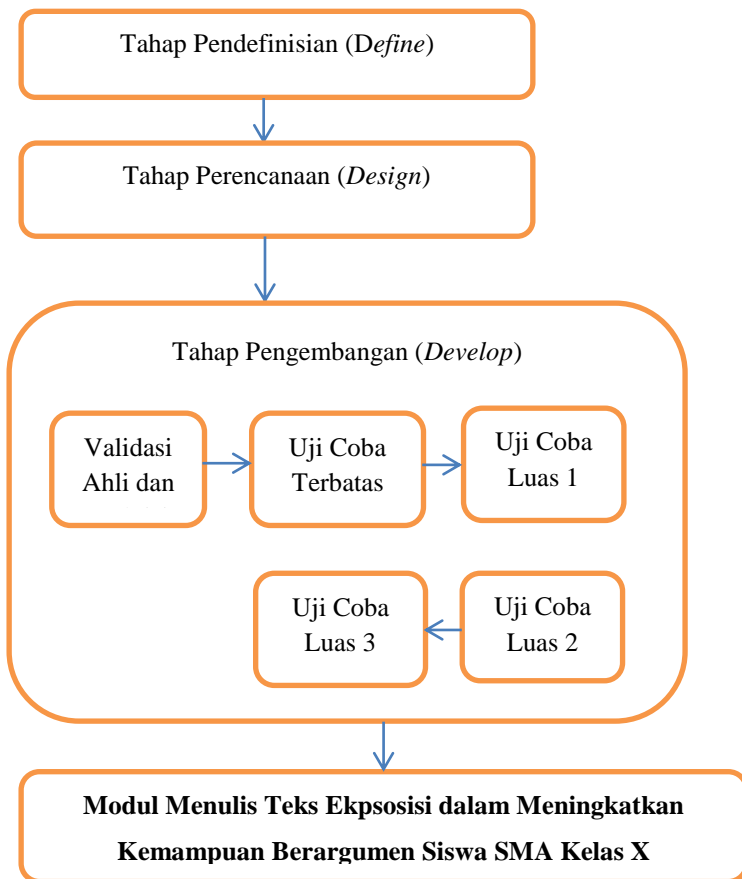 Tahap Pendefinisian (Define)
Tahap Perencanaan (Design)
Tahap Pengembangan (Develop)
Validasi
Ahli dan
Uji Coba
Terbatas
Uji Coba
Luas 1
Uji Coba
Luas 3
Uji Coba
Luas 2
Modul Menulis Teks Ekpsosisi dalam Meningkatkan
Kemampuan Berargumen Siswa SMA Kelas X